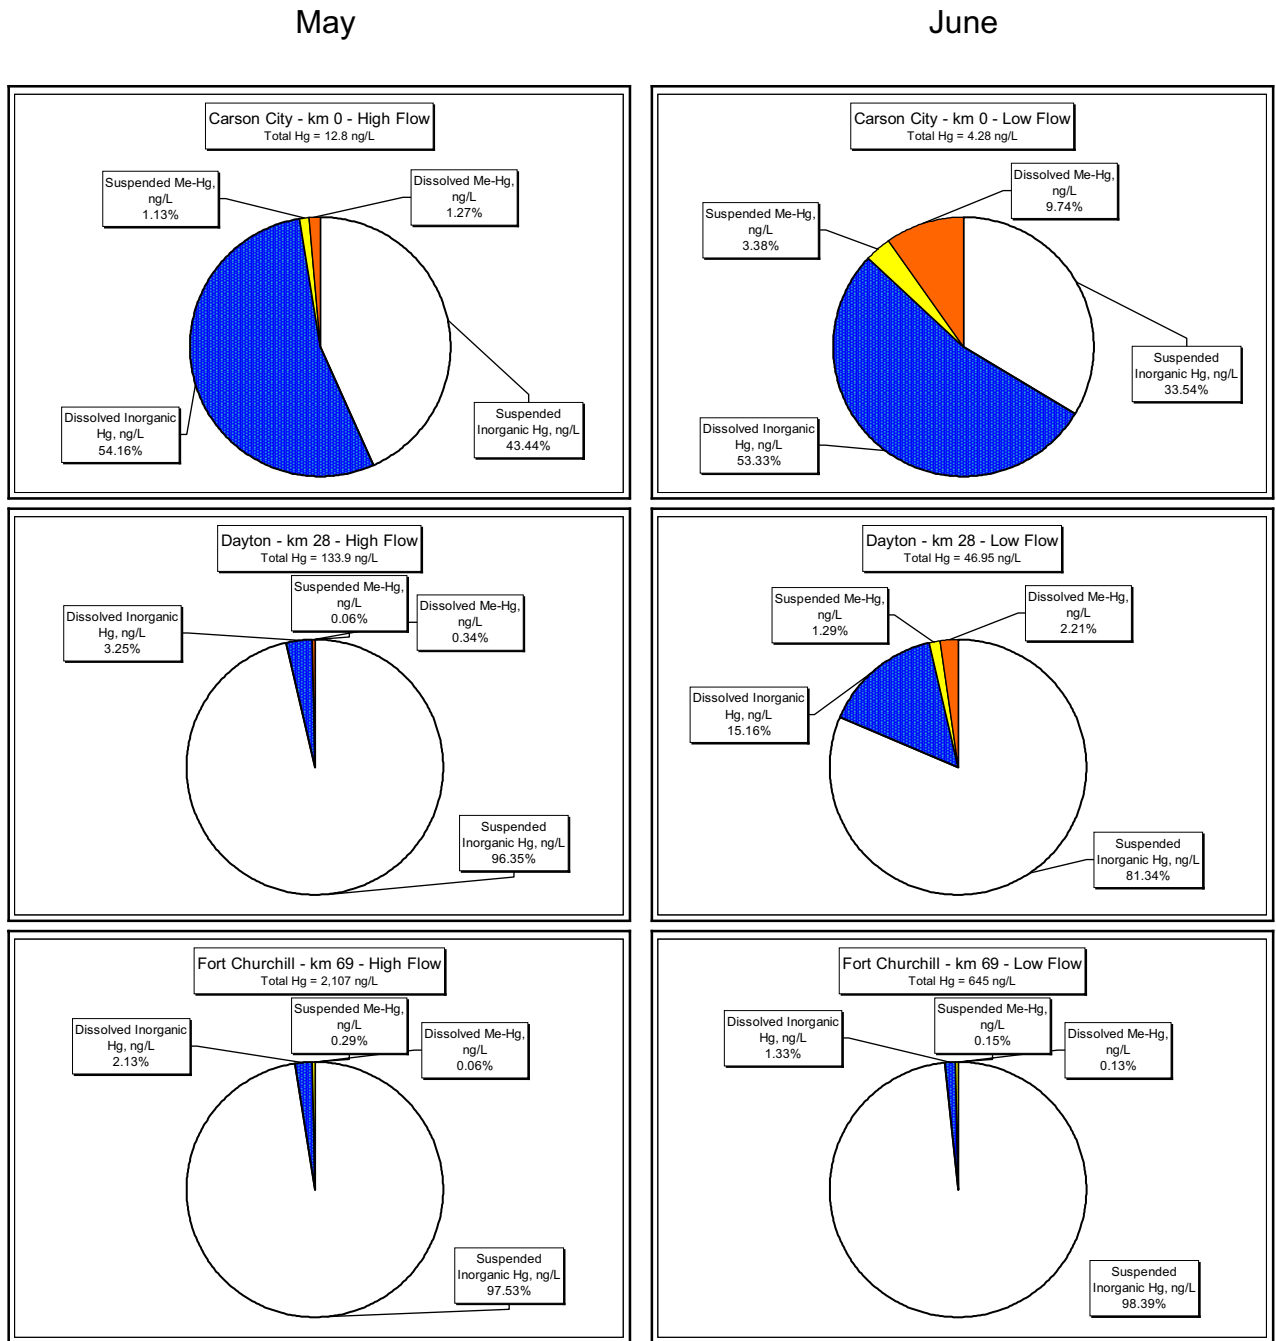 May
June
Carson City - km 0 - High Flow
Total Hg = 12.8 ng/L
Suspended Me-Hg,
ng/L
1.13%
Dissolved Me-Hg,
ng/L
1.27%
Dissolved Inorganic
Hg, ng/L
54.16%
Suspended
Inorganic Hg, ng/L
43.44%
Carson City - km 0 - Low Flow
Total Hg = 4.28 ng/L
Dissolved Me-Hg,
ng/L
9.74%
Suspended Me-Hg,
ng/L
3.38%
Suspended
Inorganic Hg, ng/L
33.54%
Dissolved Inorganic
Hg, ng/L
53.33%
Dayton - km 28 - High Flow
Total Hg = 133.9 ng/L
Suspended Me-Hg,
ng/L
0.06%
Dissolved Inorganic
Hg, ng/L
3.25%
Dissolved Me-Hg,
ng/L
0.34%
Suspended
Inorganic Hg, ng/L
96.35%
Dayton - km 28 - Low Flow
Total Hg = 46.95 ng/L
Suspended Me-Hg,
ng/L
1.29%
Dissolved Me-Hg,
ng/L
2.21%
Dissolved Inorganic
Hg, ng/L
15.16%
Suspended
Inorganic Hg, ng/L
81.34%
Fort Churchill - km 69 - High Flow
Total Hg = 2,107 ng/L
Suspended Me-Hg,
ng/L
0.29%
Dissolved Inorganic
Hg, ng/L
2.13%
Dissolved Me-Hg,
ng/L
0.06%
Suspended
Inorganic Hg, ng/L
97.53%
Fort Churchill - km 69 - Low Flow
Total Hg = 645 ng/L
Suspended Me-Hg,
ng/L
0.15%
Dissolved Inorganic
Hg, ng/L
1.33%
Dissolved Me-Hg,
ng/L
0.13%
Suspended
Inorganic Hg, ng/L
98.39%